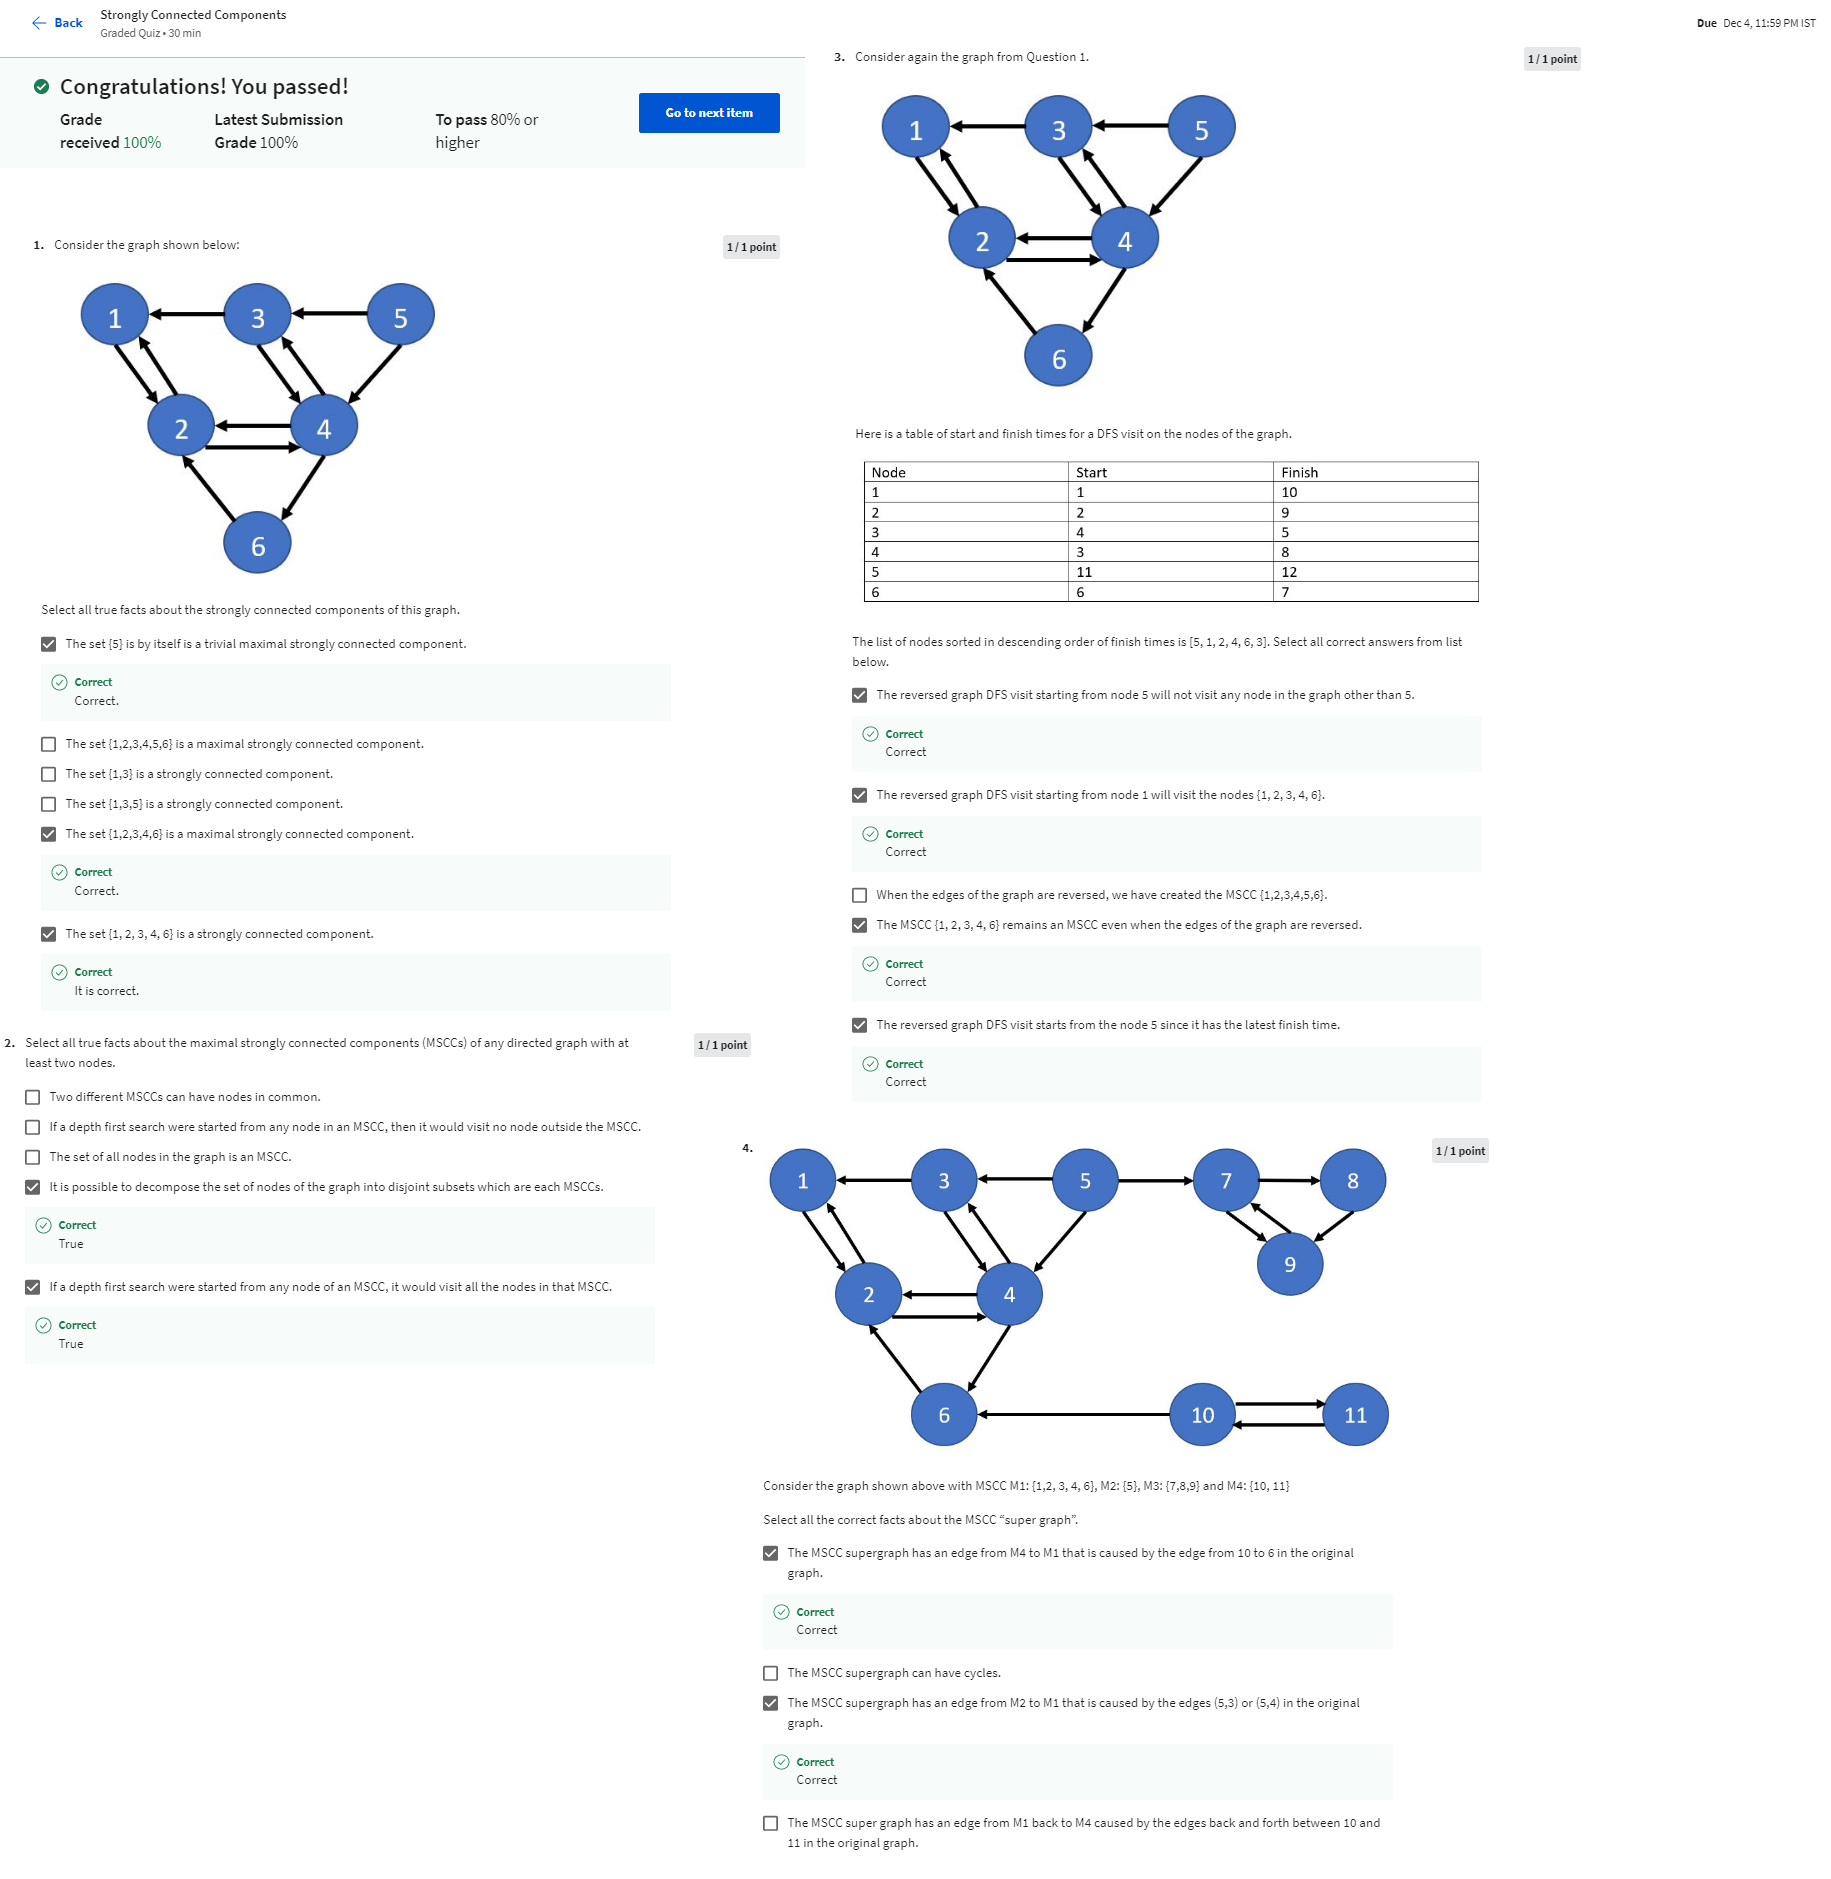 Back
Strongly Connected Components
Graded Quiz • 30 min
Due Dec 4, 11:59 PM IST
Congratulations! You passed!
Grade
received 100%
Latest Submission
Grade 100%
To pass 80% or
higher
Go to next item
1. Consider the graph shown below:
1 / 1 point
1
3
5
2
4
6
Select all true facts about the strongly connected components of this graph.
The set {5} is by itself is a trivial maximal strongly connected component.
Correct
Correct.
The set {1,2,3,4,5,6} is a maximal strongly connected component.
The set {1,3} is a strongly connected component.
The set {1,3,5} is a strongly connected component.
The set {1,2,3,4,6} is a maximal strongly connected component.
Correct
Correct.
The set {1, 2, 3, 4, 6} is a strongly connected component.
Correct
It is correct.
2. Select all true facts about the maximal strongly connected components (MSCCs) of any directed graph with at
least two nodes.
1 / 1 point
Two different MSCCs can have nodes in common.
If a depth first search were started from any node in an MSCC, then it would visit no node outside the MSCC.
The set of all nodes in the graph is an MSCC.
It is possible to decompose the set of nodes of the graph into disjoint subsets which are each MSCCs.
Correct
True
If a depth first search were started from any node of an MSCC, it would visit all the nodes in that MSCC.
Correct
True
3. Consider again the graph from Question 1.
1 / 1 point
1
3
5
2
4
6
Here is a table of start and finish times for a DFS visit on the nodes of the graph.
Node Start Finish
1 1 10
2 2 9
3 4 5
4 3 8
5 11 12
6 6 7
The list of nodes sorted in descending order of finish times is [5, 1, 2, 4, 6, 3]. Select all correct answers from list
below.
The reversed graph DFS visit starting from node 5 will not visit any node in the graph other than 5.
Correct
Correct
The reversed graph DFS visit starting from node 1 will visit the nodes {1, 2, 3, 4, 6}.
Correct
Correct
When the edges of the graph are reversed, we have created the MSCC {1,2,3,4,5,6}.
The MSCC {1, 2, 3, 4, 6} remains an MSCC even when the edges of the graph are reversed.
Correct
Correct
The reversed graph DFS visit starts from the node 5 since it has the latest finish time.
Correct
Correct
4.
1 / 1 point
1
3
5
7
8
9
2
4
6
10
11
Consider the graph shown above with MSCC M1: {1,2, 3, 4, 6}, M2: {5}, M3: {7,8,9} and M4: {10, 11}
Select all the correct facts about the MSCC “super graph”.
The MSCC supergraph has an edge from M4 to M1 that is caused by the edge from 10 to 6 in the original
graph.
Correct
Correct
The MSCC supergraph can have cycles.
The MSCC supergraph has an edge from M2 to M1 that is caused by the edges (5,3) or (5,4) in the original
graph.
Correct
Correct
The MSCC super graph has an edge from M1 back to M4 caused by the edges back and forth between 10 and
11 in the original graph.